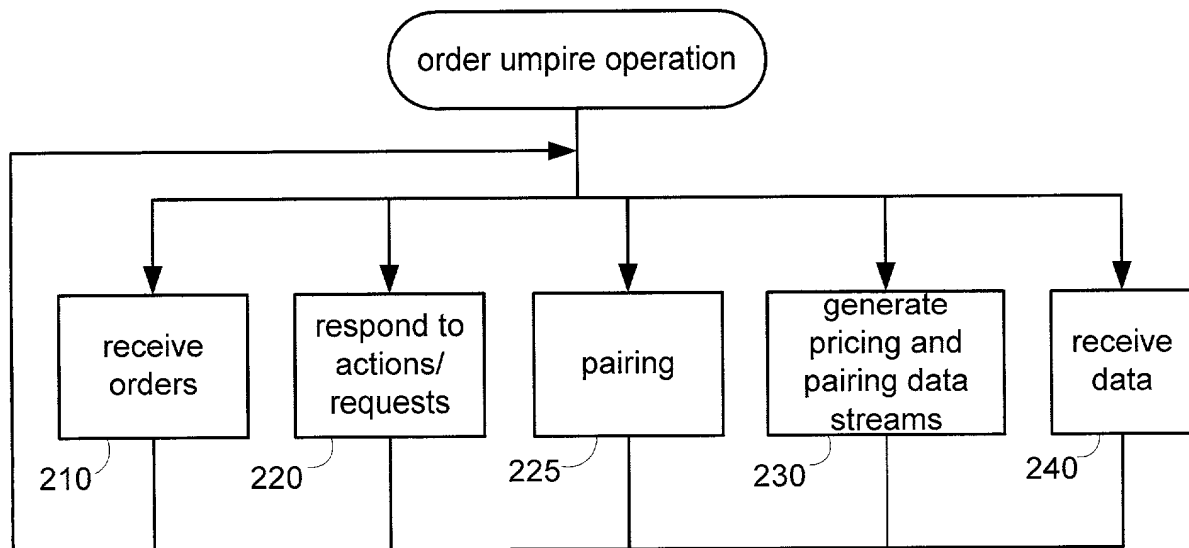 order umpire operation
receive
orders
respond to
actions/
requests
pairing
generate
pricing and
pairing data
streams
receive
data
210
220
225
230
240